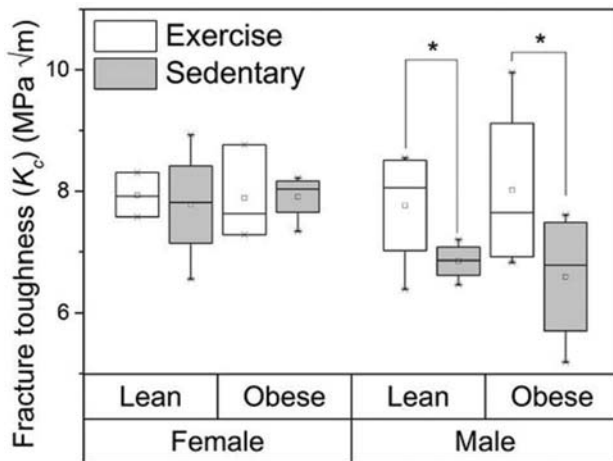 Fracture toughness (Kc) (MPa √m)
Exercise
Sedentary
*
*
10
8
6
Lean Obese Lean Obese
Female Male